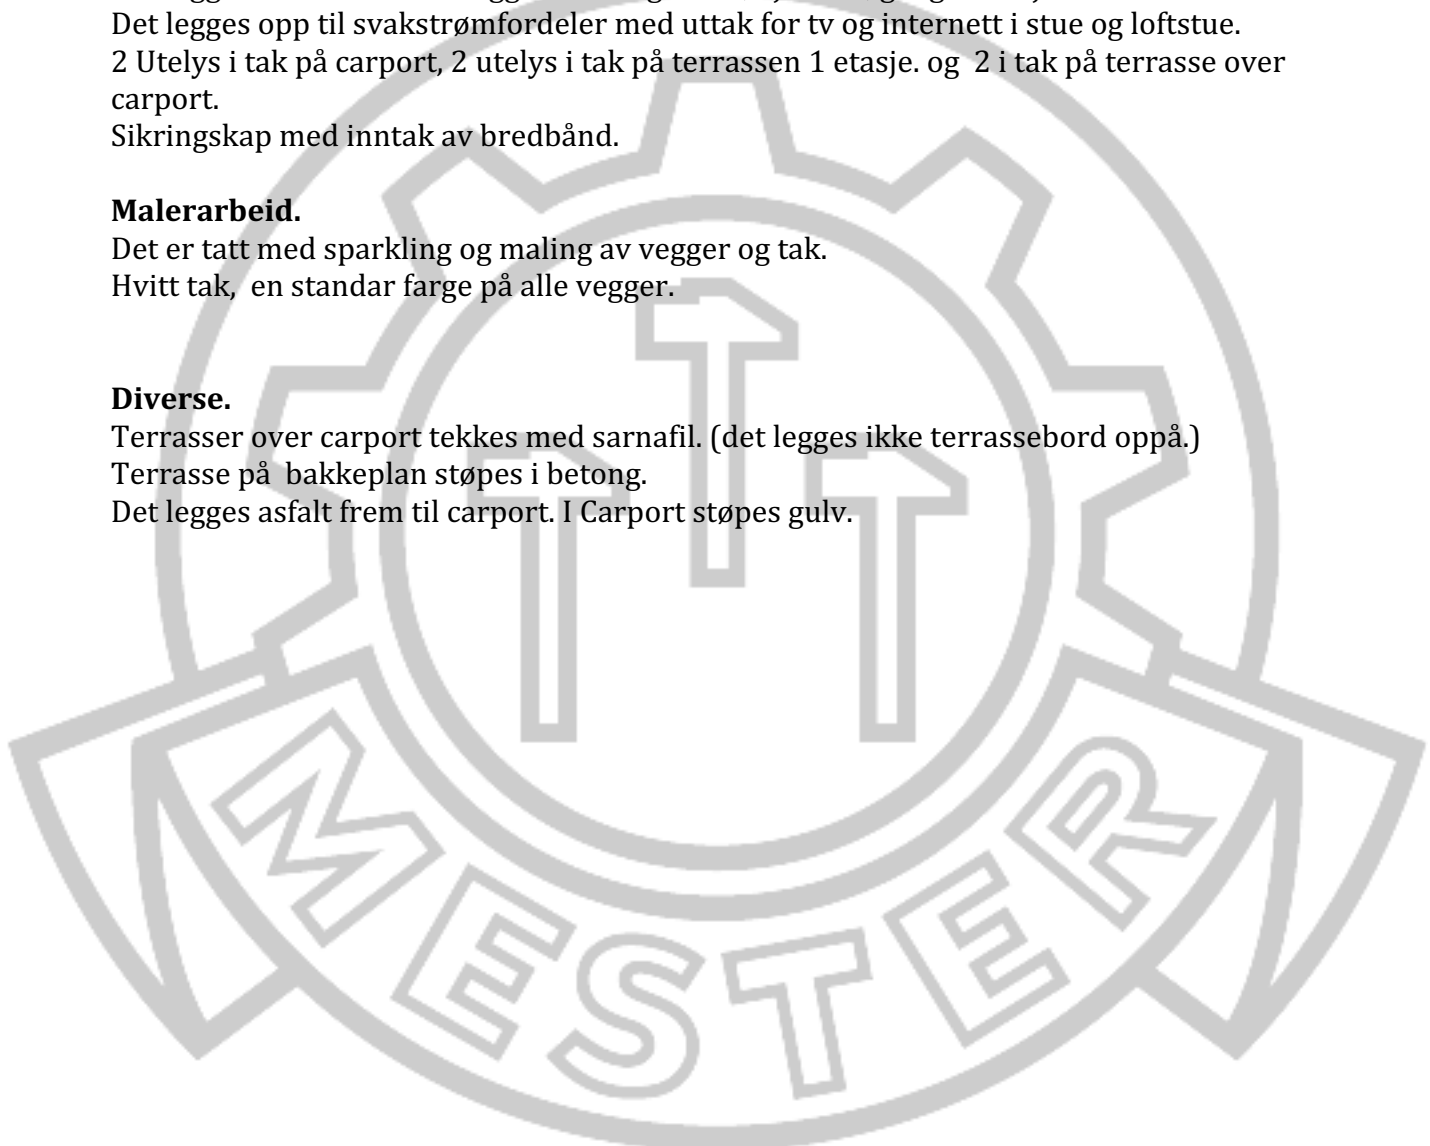 Det legges opp til svakstrømfordeler med uttak for tv og internett i stue og loftstue.
2 Utelys i tak på carport, 2 utelys i tak på terrassen 1 etasje. og  2 i tak på terrasse over
carport.
Sikringskap med inntak av bredbånd.
Malerarbeid.
Det er tatt med sparkling og maling av vegger og tak.
Hvitt tak,  en standar farge på alle vegger.
Diverse.
Terrasser over carport tekkes med sarnafil. (det legges ikke terrassebord oppå.)
Terrasse på  bakkeplan støpes i betong.
Det legges asfalt frem til carport. I Carport støpes gulv.
MESTER